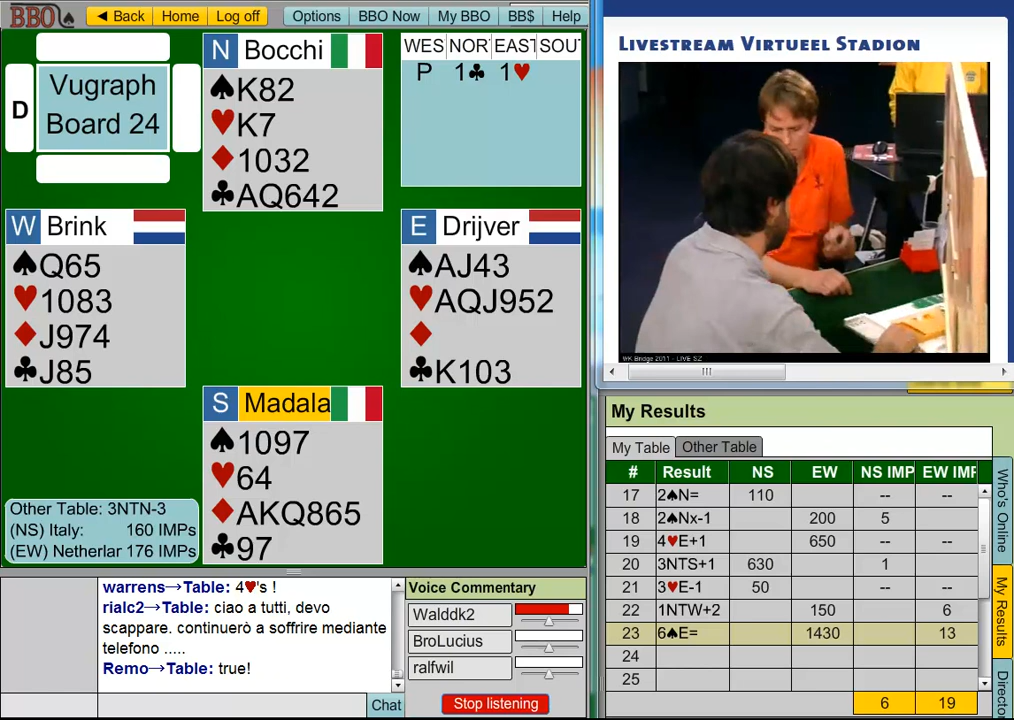 BBO
Back Home Log off Options BBO Now My BBO BB$ Help
D
Vugraph
Board 24
N Bocchi
♠K82
♥K7
♦1032
♣AQ642
WES NOR EAST SOU
P 1♣ 1♥
W Brink
♠Q65
♥1083
♦J974
♣J85
E Drijver
♠AJ43
♥AQJ952
♦
♣K103
S Madala
♠1097
♥64
♦AKQ865
♣97
Other Table: 3NTN-3
(NS) Italy: 160 IMPs
(EW) Netherlar 176 IMPs
warrens→Table: 4♥'s !
rialc2→Table: ciao a tutti, devo
scappare. continuerò a soffrire mediante
telefono .....
Remo→Table: true!
Chat
Voice Commentary
Walddk2
BroLucius
ralfwil
Stop listening
Livestream Virtueel Stadion
WK Bridge 2011 - LIVE SZ
My Results
My Table Other Table
# Result NS EW NS IMP EW IMF
17 2♠N= 110 -- --
18 2♠Nx-1 200 5
19 4♥E+1 650 -- --
20 3NTS+1 630 1
21 3♥E-1 50 -- --
22 1NTW+2 150 6
23 6♠E= 1430 13
24
25
6 19
Who's Online
My Results
Director